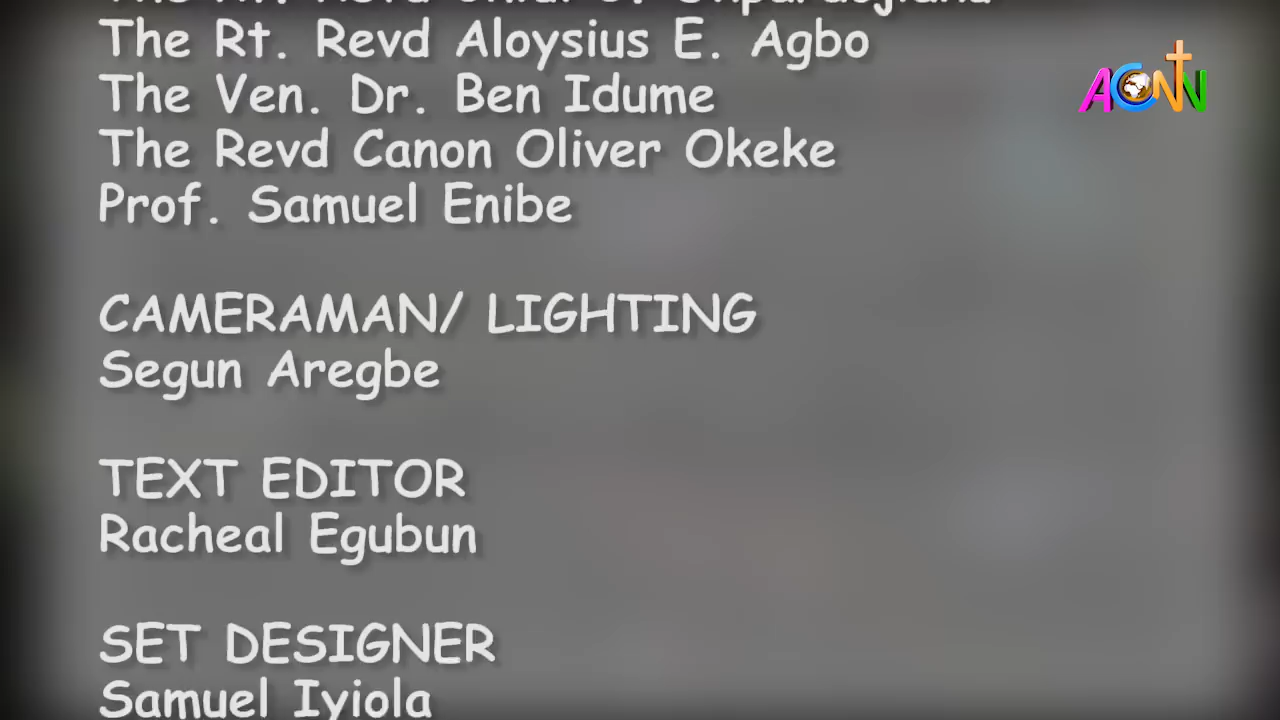 The Rt. Revd Aloysius E. Agbo
ACNN
The Ven. Dr. Ben Idume
The Revd Canon Oliver Okeke
Prof. Samuel Enibe
CAMERAMAN/ LIGHTING
Segun Aregbe
TEXT EDITOR
Racheal Egubun
SET DESIGNER
Samuel Iyiola